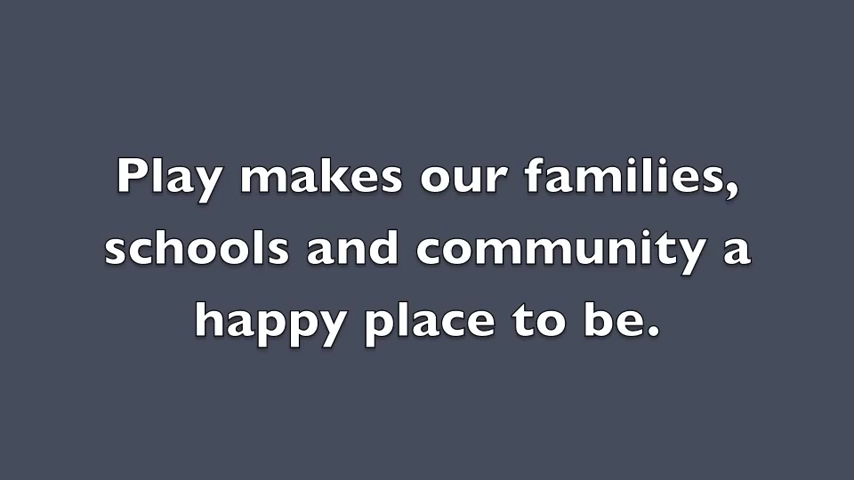 Play makes our families,
schools and community a
happy place to be.